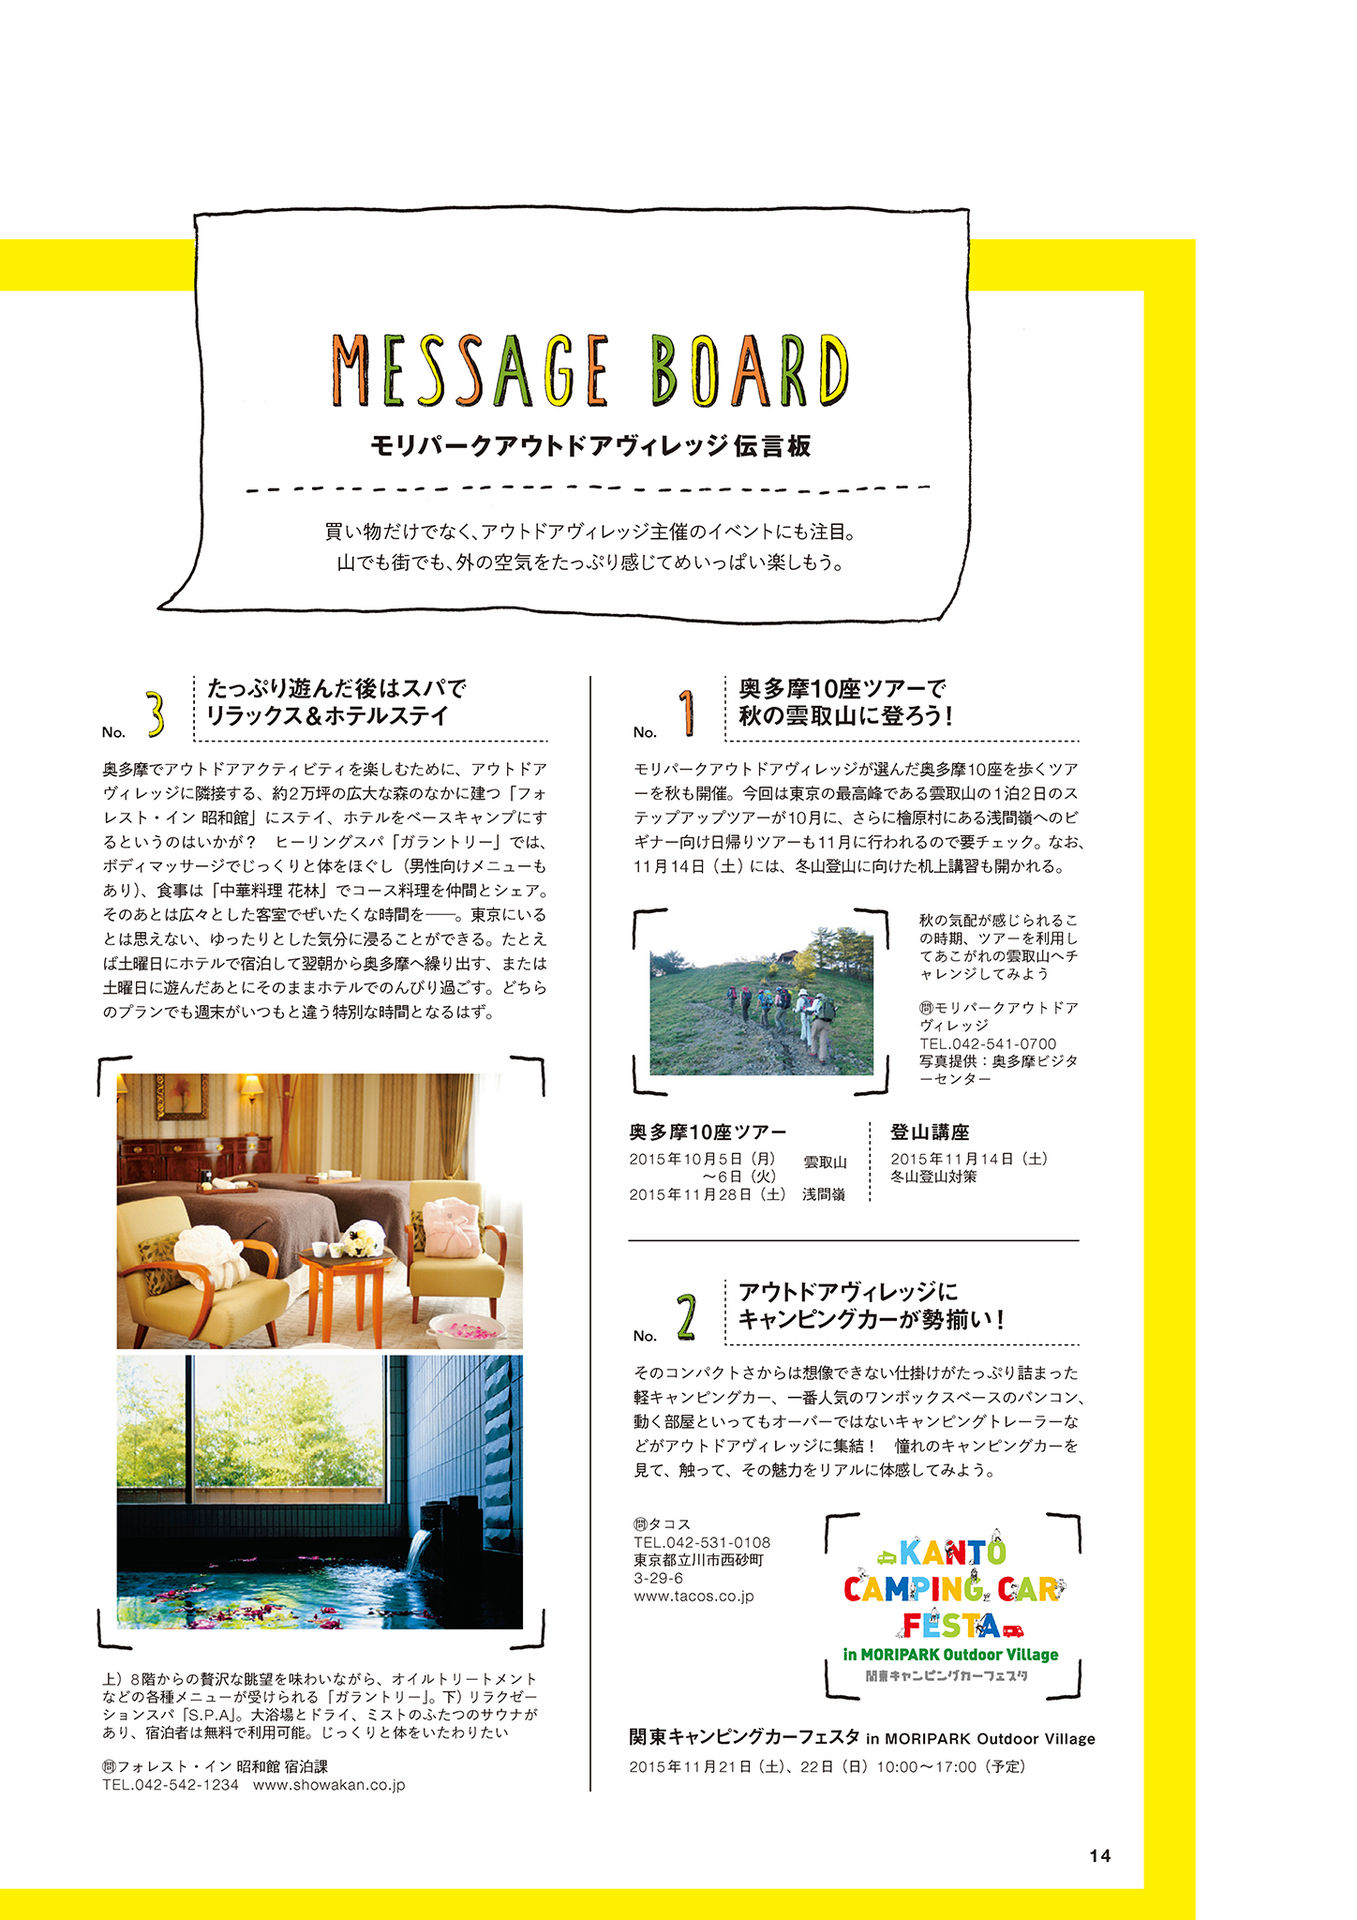 MESSAGE BOARD
モリパークアウトドアヴィレッジ伝言板
買い物だけでなく、アウトドアヴィレッジ主催のイベントにも注目。
山でも街でも、外の空気をたっぷり感じてめいっぱい楽しもう。
No. 1
奥多摩10座ツアーで
秋の雲取山に登ろう！
モリパークアウトドアヴィレッジが選んだ奥多摩10座を歩くツア
ーを秋も開催。今回は東京の最高峰である雲取山の1泊2日のス
テップアップツアーが10月に、さらに檜原村にある浅間嶺へのビ
ギナー向け日帰りツアーも11月に行われるので要チェック。なお、
11月14日（土）には、冬山登山に向けた机上講習も開かれる。
秋の気配が感じられるこ
の時期、ツアーを利用し
てあこがれの雲取山へチ
ャレンジしてみよう
㉄モリパークアウトドア
ヴィレッジ
TEL.042-541-0700
写真提供：奥多摩ビジタ
ーセンター
奥多摩10座ツアー
2015年10月5日（月） 雲取山
〜6日（火）
2015年11月28日（土） 浅間嶺
登山講座
2015年11月14日（土）
冬山登山対策
No. 2
アウトドアヴィレッジに
キャンピングカーが勢揃い！
そのコンパクトさからは想像できない仕掛けがたっぷり詰まった
軽キャンピングカー、一番人気のワンボックスベースのバンコン、
動く部屋といってもオーバーではないキャンピングトレーラーな
どがアウトドアヴィレッジに集結！　憧れのキャンピングカーを
見て、触って、その魅力をリアルに体感してみよう。
㉄タコス
TEL.042-531-0108
東京都立川市西砂町
3-29-6
www.tacos.co.jp
KANTO
CAMPING CAR
FESTA
in MORIPARK Outdoor Village
関東キャンピングカーフェスタ
関東キャンピングカーフェスタ in MORIPARK Outdoor Village
2015年11月21日（土）、22日（日）10:00〜17:00（予定）
No. 3
たっぷり遊んだ後はスパで
リラックス＆ホテルステイ
奥多摩でアウトドアアクティビティを楽しむために、アウトドア
ヴィレッジに隣接する、約2万坪の広大な森のなかに建つ「フォ
レスト・イン 昭和館」にステイ、ホテルをベースキャンプにす
るというのはいかが？　ヒーリングスパ「ガラントリー」では、
ボディマッサージでじっくりと体をほぐし（男性向けメニューも
あり）、食事は「中華料理 花林」でコース料理を仲間とシェア。
そのあとは広々とした客室でぜいたくな時間を――。東京にいる
とは思えない、ゆったりとした気分に浸ることができる。たとえ
ば土曜日にホテルで宿泊して翌朝から奥多摩へ繰り出す、または
土曜日に遊んだあとにそのままホテルでのんびり過ごす。どちら
のプランでも週末がいつもと違う特別な時間となるはず。
上）8階からの贅沢な眺望を味わいながら、オイルトリートメント
などの各種メニューが受けられる「ガラントリー」。下）リラクゼー
ションスパ「S.P.A」。大浴場とドライ、ミストのふたつのサウナが
あり、宿泊者は無料で利用可能。じっくりと体をいたわりたい
㉄フォレスト・イン 昭和館 宿泊課
TEL.042-542-1234　www.showakan.co.jp
14